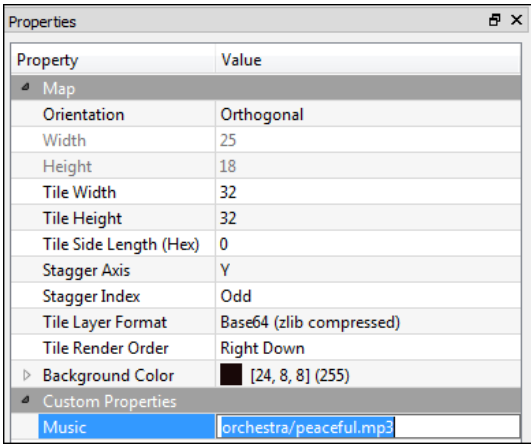 Properties
Property Value
Map
Orientation Orthogonal
Width 25
Height 18
Tile Width 32
Tile Height 32
Tile Side Length (Hex) 0
Stagger Axis Y
Stagger Index Odd
Tile Layer Format Base64 (zlib compressed)
Tile Render Order Right Down
Background Color [24, 8, 8] (255)
Custom Properties
Music orchestra/peaceful.mp3